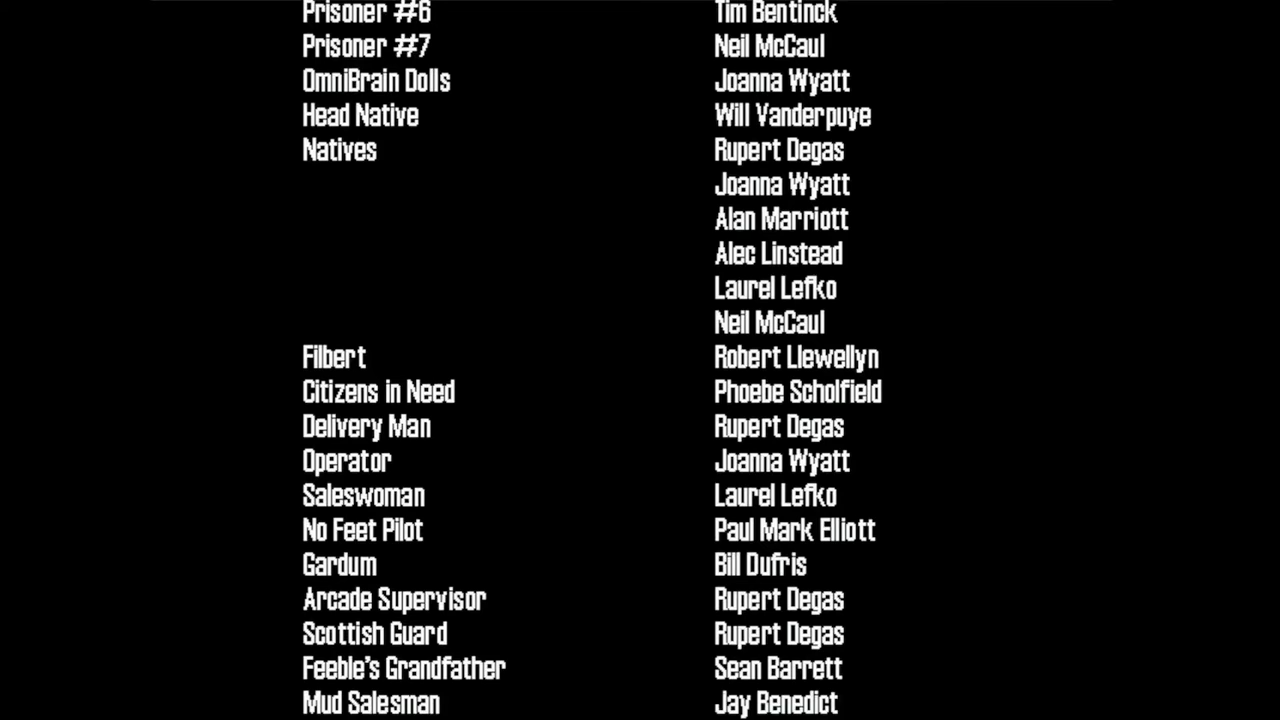 Prisoner #6 Tim Bentinck
Prisoner #7 Neil McCaul
OmniBrain Dolls Joanna Wyatt
Head Native Will Vanderpuye
Natives Rupert Degas
Joanna Wyatt
Alan Marriott
Alec Linstead
Laurel Lefko
Neil McCaul
Filbert Robert Llewellyn
Citizens in Need Phoebe Scholfield
Delivery Man Rupert Degas
Operator Joanna Wyatt
Saleswoman Laurel Lefko
No Feet Pilot Paul Mark Elliott
Gardum Bill Dufris
Arcade Supervisor Rupert Degas
Scottish Guard Rupert Degas
Feeble's Grandfather Sean Barrett
Mud Salesman Jay Benedict